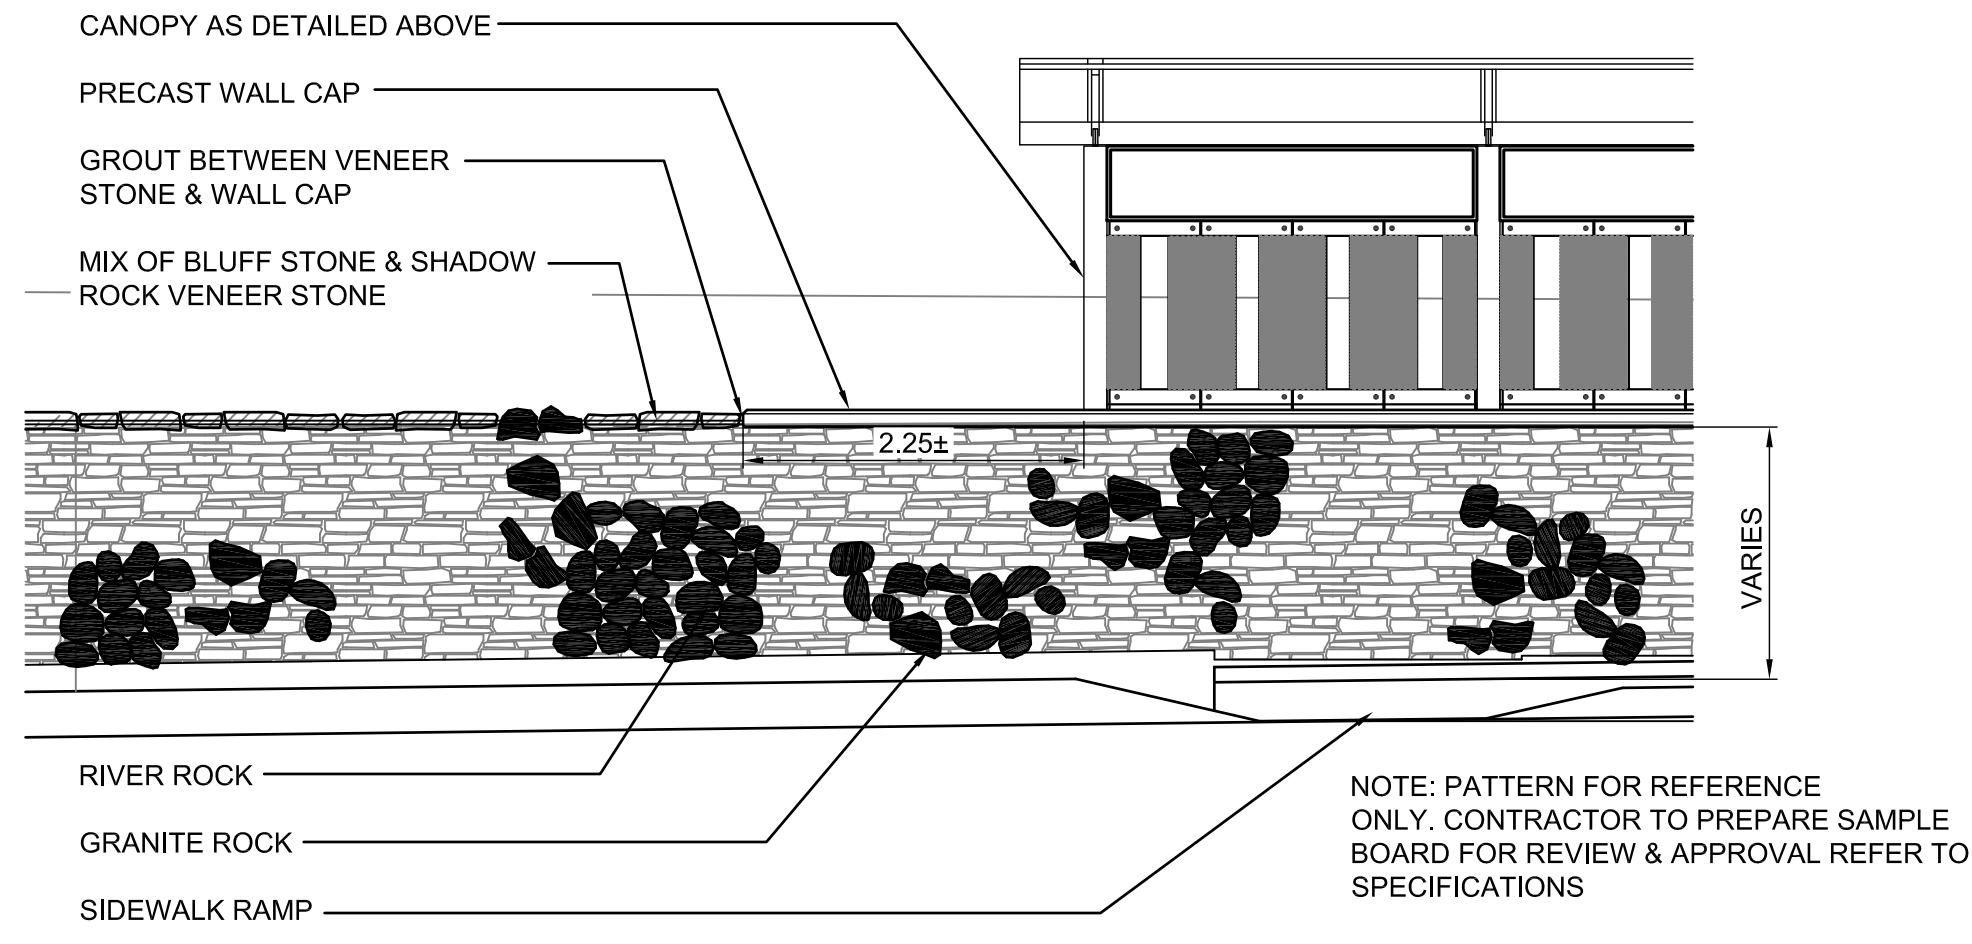 CANOPY AS DETAILED ABOVE
PRECAST WALL CAP
GROUT BETWEEN VENEER
STONE & WALL CAP
MIX OF BLUFF STONE & SHADOW
ROCK VENEER STONE
2.25±
VARIES
RIVER ROCK
GRANITE ROCK
SIDEWALK RAMP
NOTE: PATTERN FOR REFERENCE
ONLY. CONTRACTOR TO PREPARE SAMPLE
BOARD FOR REVIEW & APPROVAL REFER TO
SPECIFICATIONS